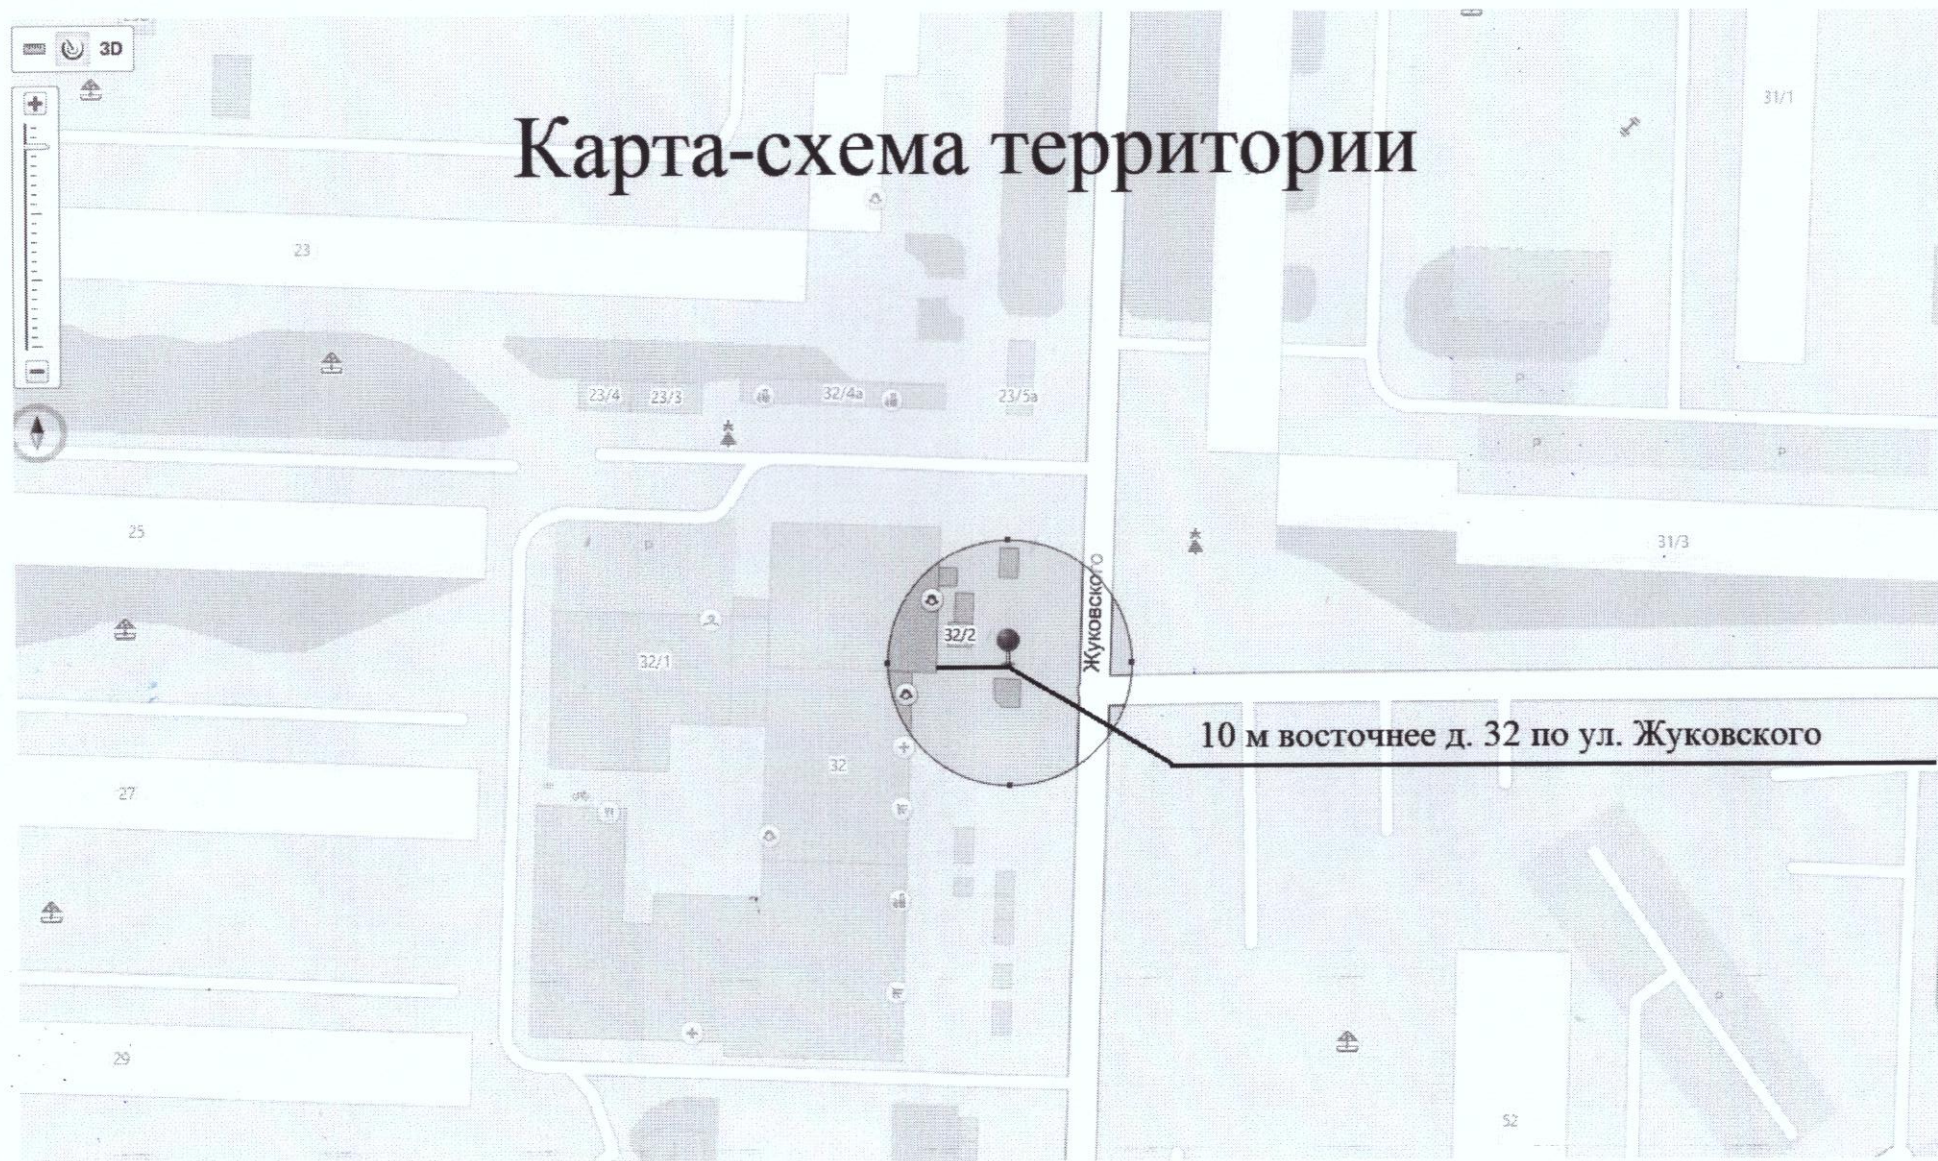 3D
Карта-схема территории
31/1
23
23/4
23/3
32/4а
23/5а
P
P
P
25
P
31/3
Жуковского
32/2
32/1
10 м восточнее д. 32 по ул. Жуковского
32
27
P
29
52